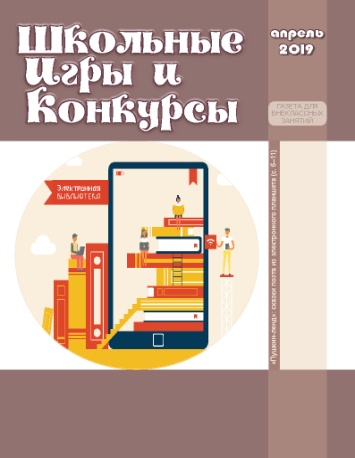 Школьные
Игры и
Конкурсы
апрель
2019
ГАЗЕТА ДЛЯ
ВНЕКЛАССНЫХ
ЗАНЯТИЙ
Электронная
библиотека
«Пушкин-ленд»: сказки поэта из электронного планшета (с. 6–11)